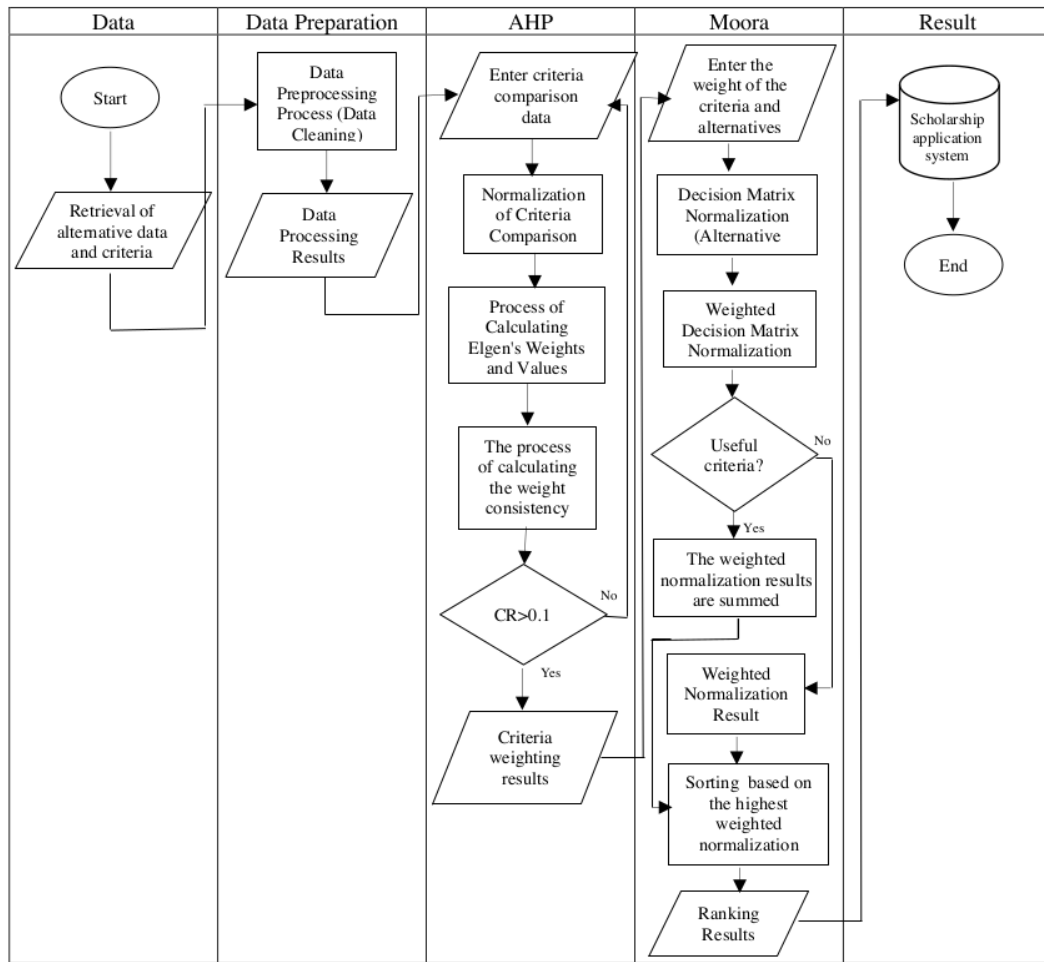 Data
Data Preparation
AHP
Moora
Result
Start
Retrieval of
alternative data
and criteria
Data
Preprocessing
Process (Data
Cleaning)
Data
Processing
Results
Enter criteria
comparison
data
Normalization
of Criteria
Comparison
Process of
Calculating
Elgen's Weights
and Values
The process
of calculating
the weight
consistency
CR>0.1
No
Yes
Criteria
weighting
results
Enter the
weight of the
criteria and
alternatives
Decision Matrix
Normalization
(Alternative
Weighted
Decision Matrix
Normalization
Useful
criteria?
No
Yes
The weighted
normalization results
are summed
Weighted
Normalization
Result
Sorting based on
the highest
weighted
normalization
Ranking
Results
Scholarship
application
system
End